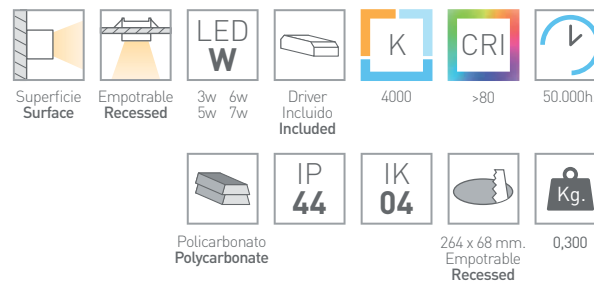 LED
W
K
CRI
Superficie
Surface
Empotrable
Recessed
3w 6w
5w 7w
Driver
Incluido
Included
4000
>80
50.000h
IP
44
IK
04
Kg.
Policarbonato
Polycarbonate
264 x 68 mm.
Empotrable
Recessed
0,300